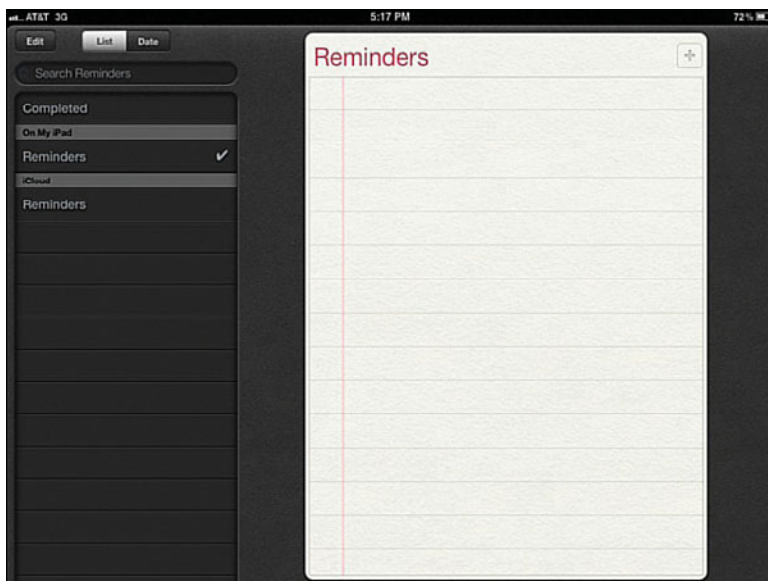 AT&T 3G 5:17 PM 72%
Edit List Date
Search Reminders
Completed
On My iPad
Reminders
iCloud
Reminders
Reminders